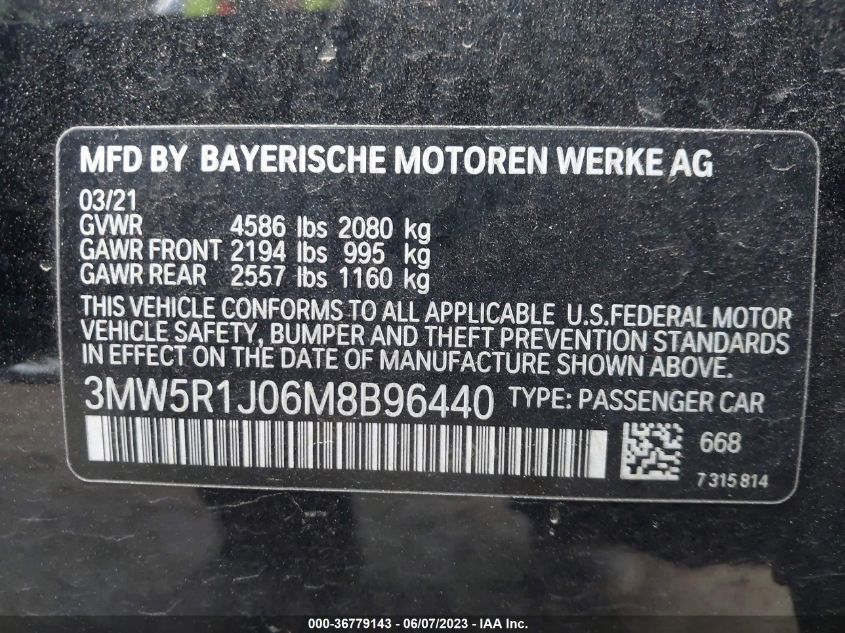 MFD BY BAYERISCHE MOTOREN WERKE AG
03/21
GVWR 4586 lbs 2080 kg
GAWR FRONT 2194 lbs 995 kg
GAWR REAR 2557 lbs 1160 kg
THIS VEHICLE CONFORMS TO ALL APPLICABLE U.S.FEDERAL MOTOR
VEHICLE SAFETY, BUMPER AND THEFT PREVENTION STANDARDS
IN EFFECT ON THE DATE OF MANUFACTURE SHOWN ABOVE.
3MW5R1J06M8B96440 TYPE: PASSENGER CAR
668
7315814
000-36779143 - 06/07/2023 - IAA Inc.